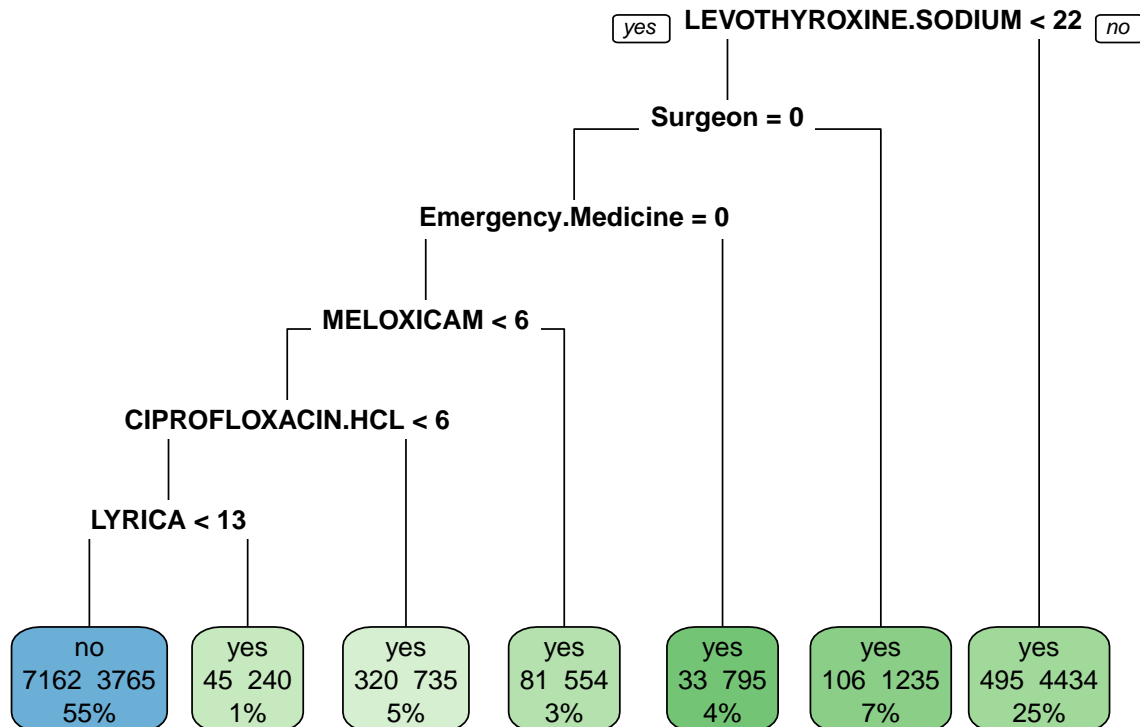 yes LEVOTHYROXINE.SODIUM < 22 no
Surgeon = 0
Emergency.Medicine = 0
MELOXICAM < 6
CIPROFLOXACIN.HCL < 6
LYRICA < 13
no yes yes yes yes yes yes
7162 3765 45 240 320 735 81 554 33 795 106 1235 495 4434
55% 1% 5% 3% 4% 7% 25%